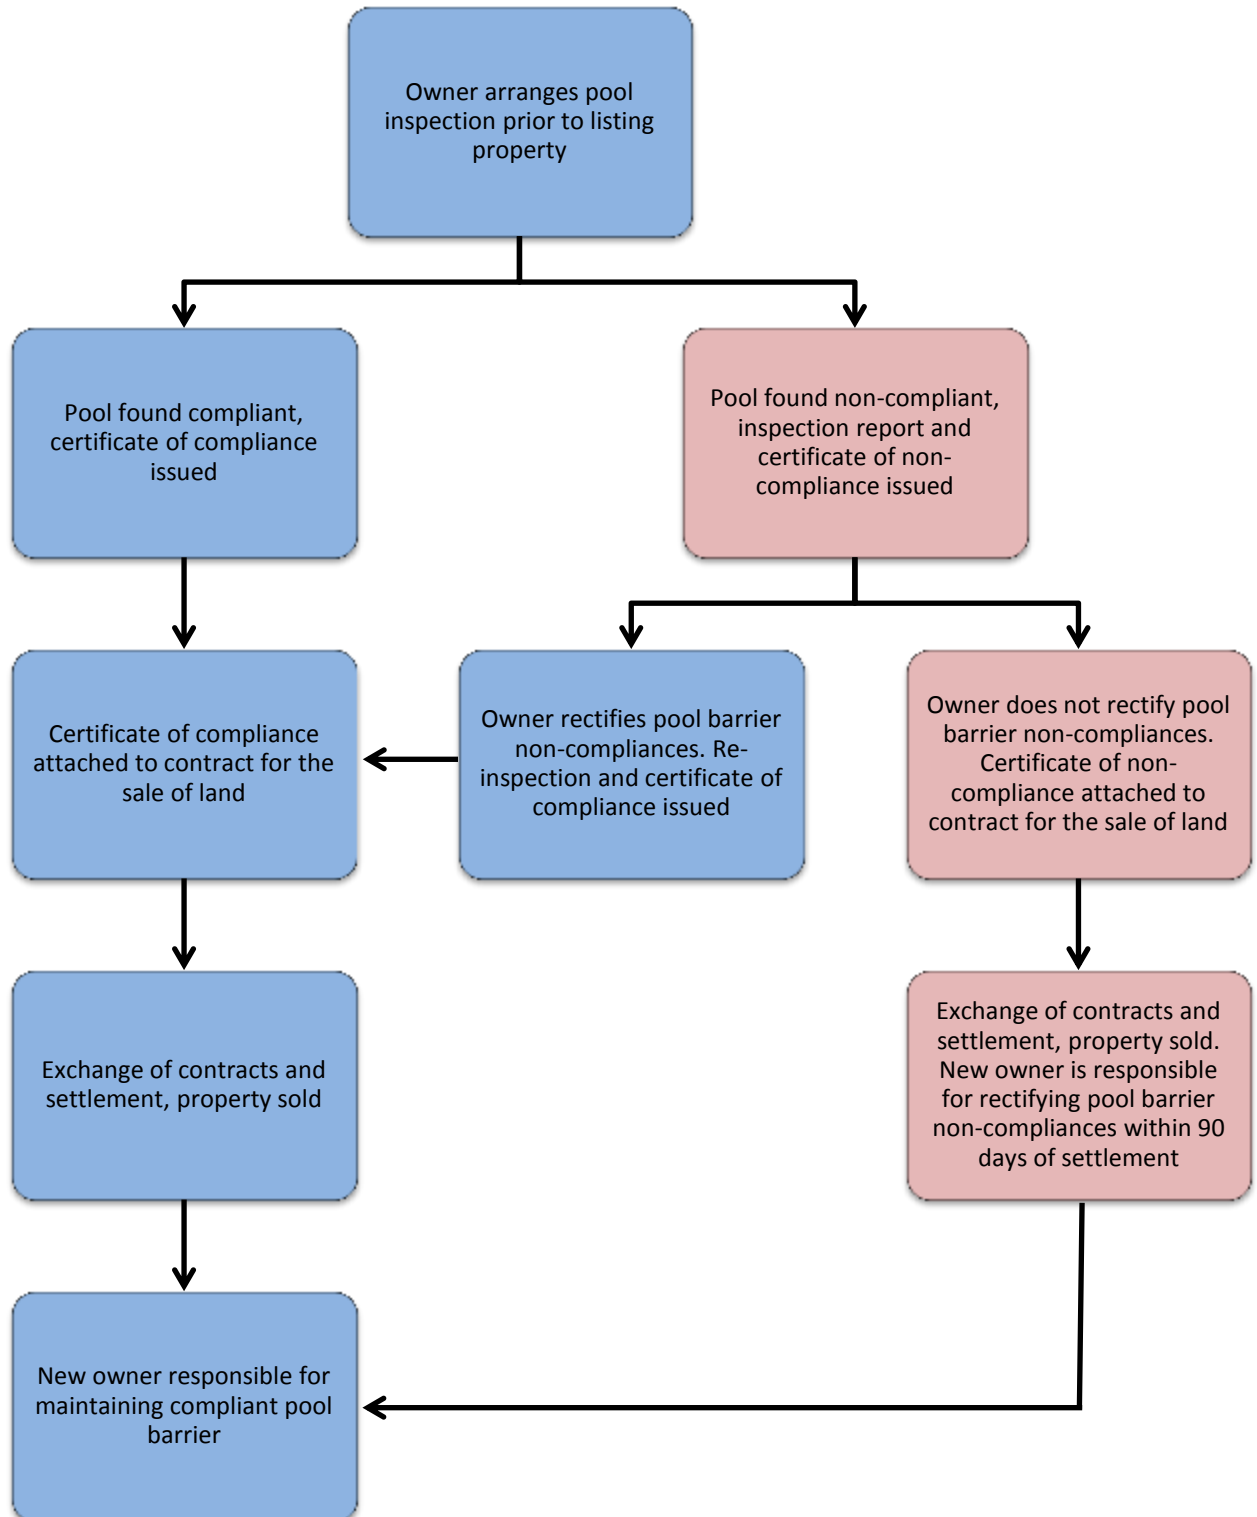 Owner arranges pool
inspection prior to listing
property
Pool found compliant,
certificate of compliance
issued
Pool found non-compliant,
inspection report and
certificate of non-
compliance issued
Certificate of compliance
attached to contract for the
sale of land
Owner rectifies pool barrier
non-compliances. Re-
inspection and certificate of
compliance issued
Owner does not rectify pool
barrier non-compliances.
Certificate of non-
compliance attached to
contract for the sale of land
Exchange of contracts and
settlement, property sold
Exchange of contracts and
settlement, property sold.
New owner is responsible
for rectifying pool barrier
non-compliances within 90
days of settlement
New owner responsible for
maintaining compliant pool
barrier